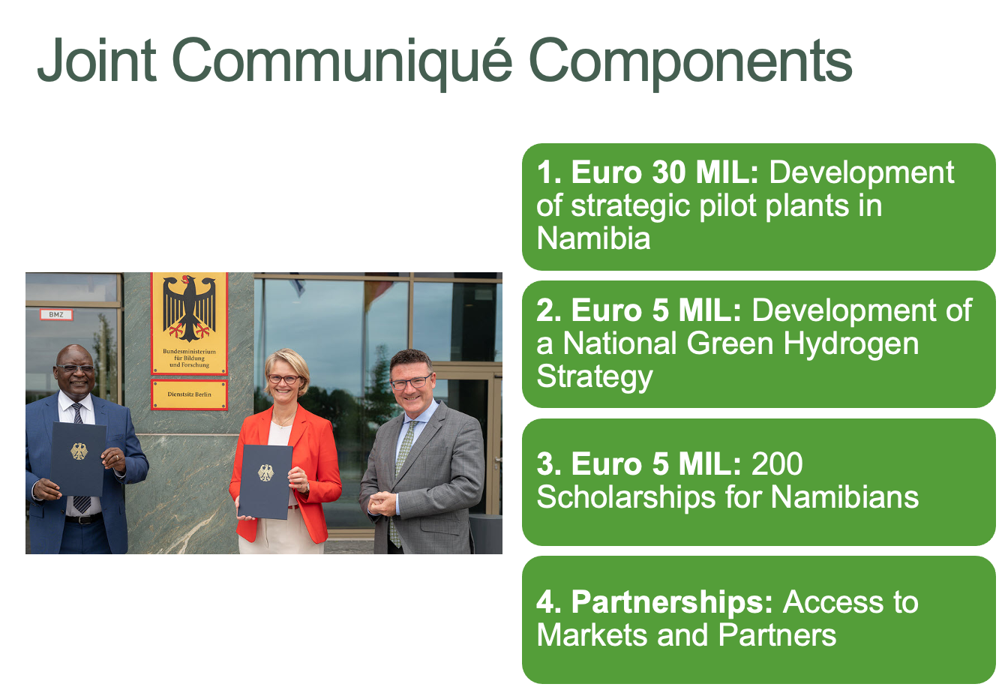 Joint Communiqué Components
BMZ
Bundesministerium
für Bildung
und Forschung
Dienstsitz Berlin
1. Euro 30 MIL: Development
of strategic pilot plants in
Namibia
2. Euro 5 MIL: Development of
a National Green Hydrogen
Strategy
3. Euro 5 MIL: 200
Scholarships for Namibians
4. Partnerships: Access to
Markets and Partners